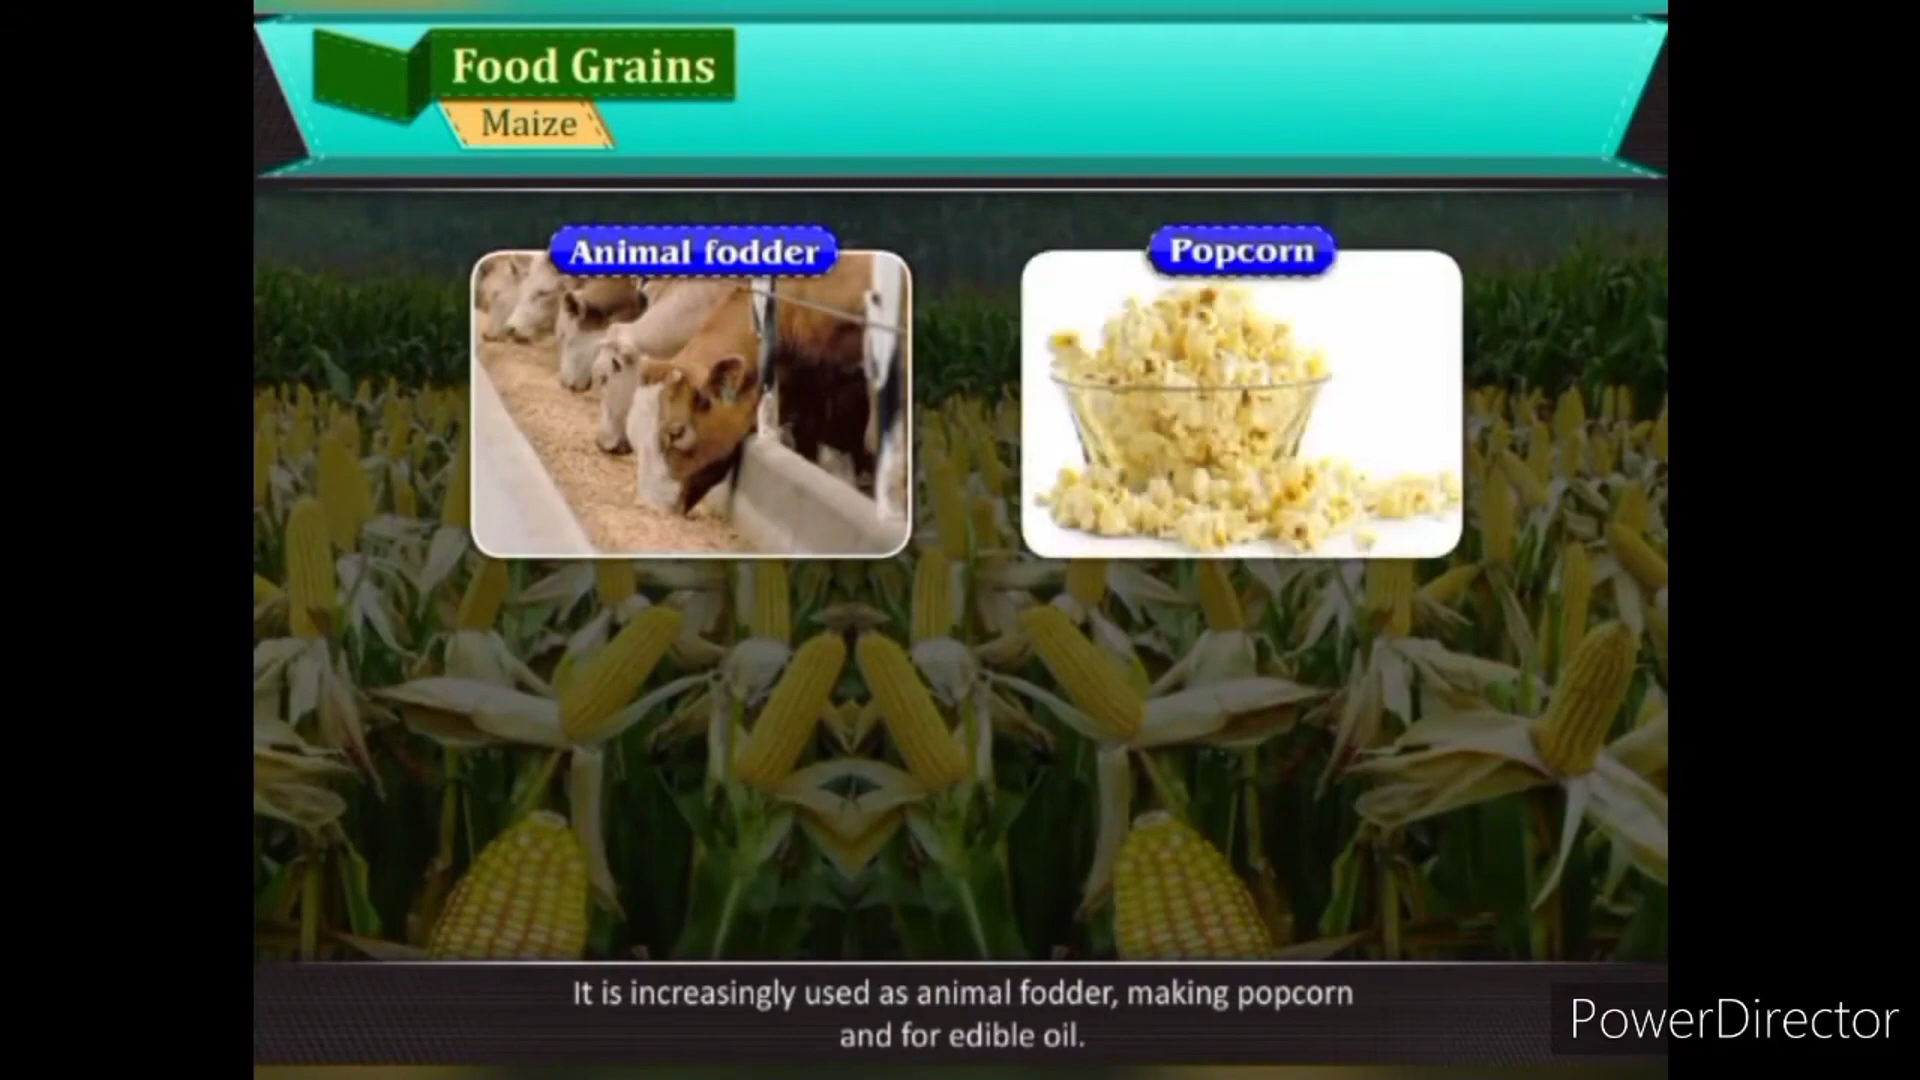 Food Grains
Maize
Animal fodder
Popcorn
It is increasingly used as animal fodder, making popcorn
and for edible oil.
PowerDirector